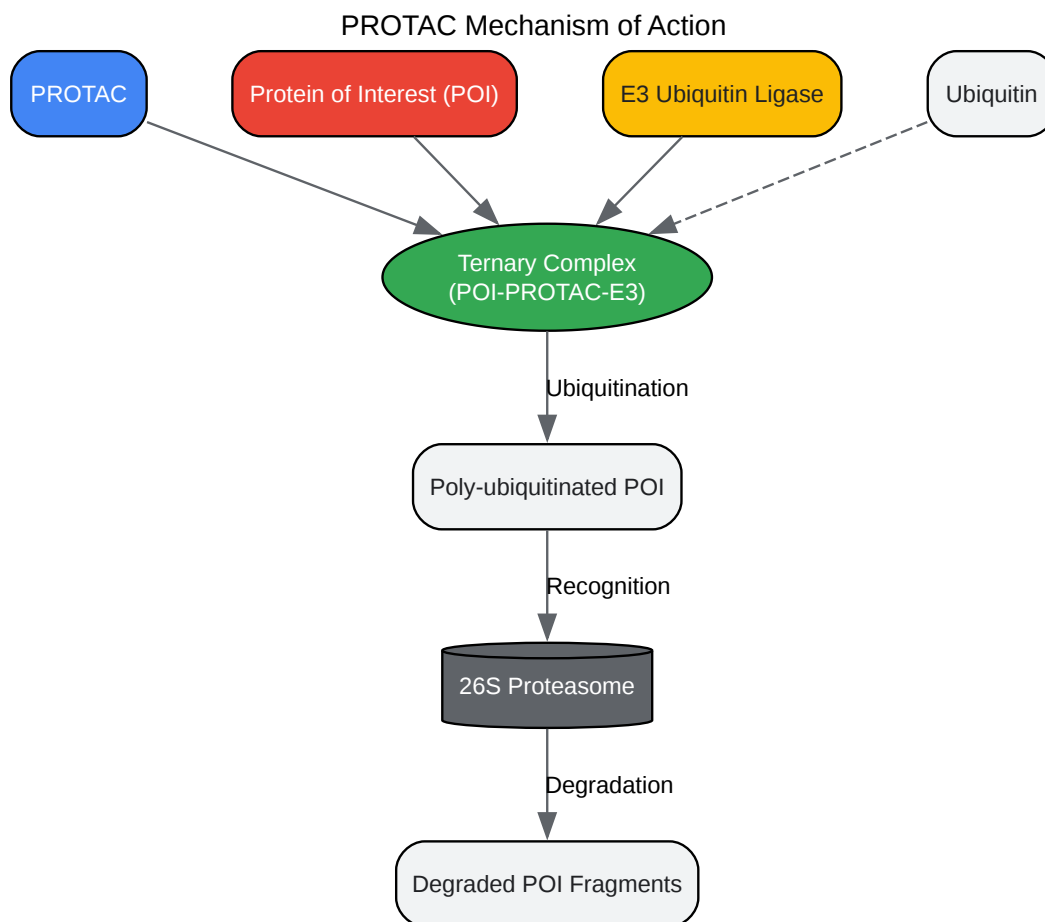 PROTAC Mechanism of Action
PROTAC
Protein of Interest (POI)
E3 Ubiquitin Ligase
Ubiquitin
Ternary Complex
(POI-PROTAC-E3)
Ubiquitination
Poly-ubiquitinated POI
Recognition
26S Proteasome
Degradation
Degraded POI Fragments